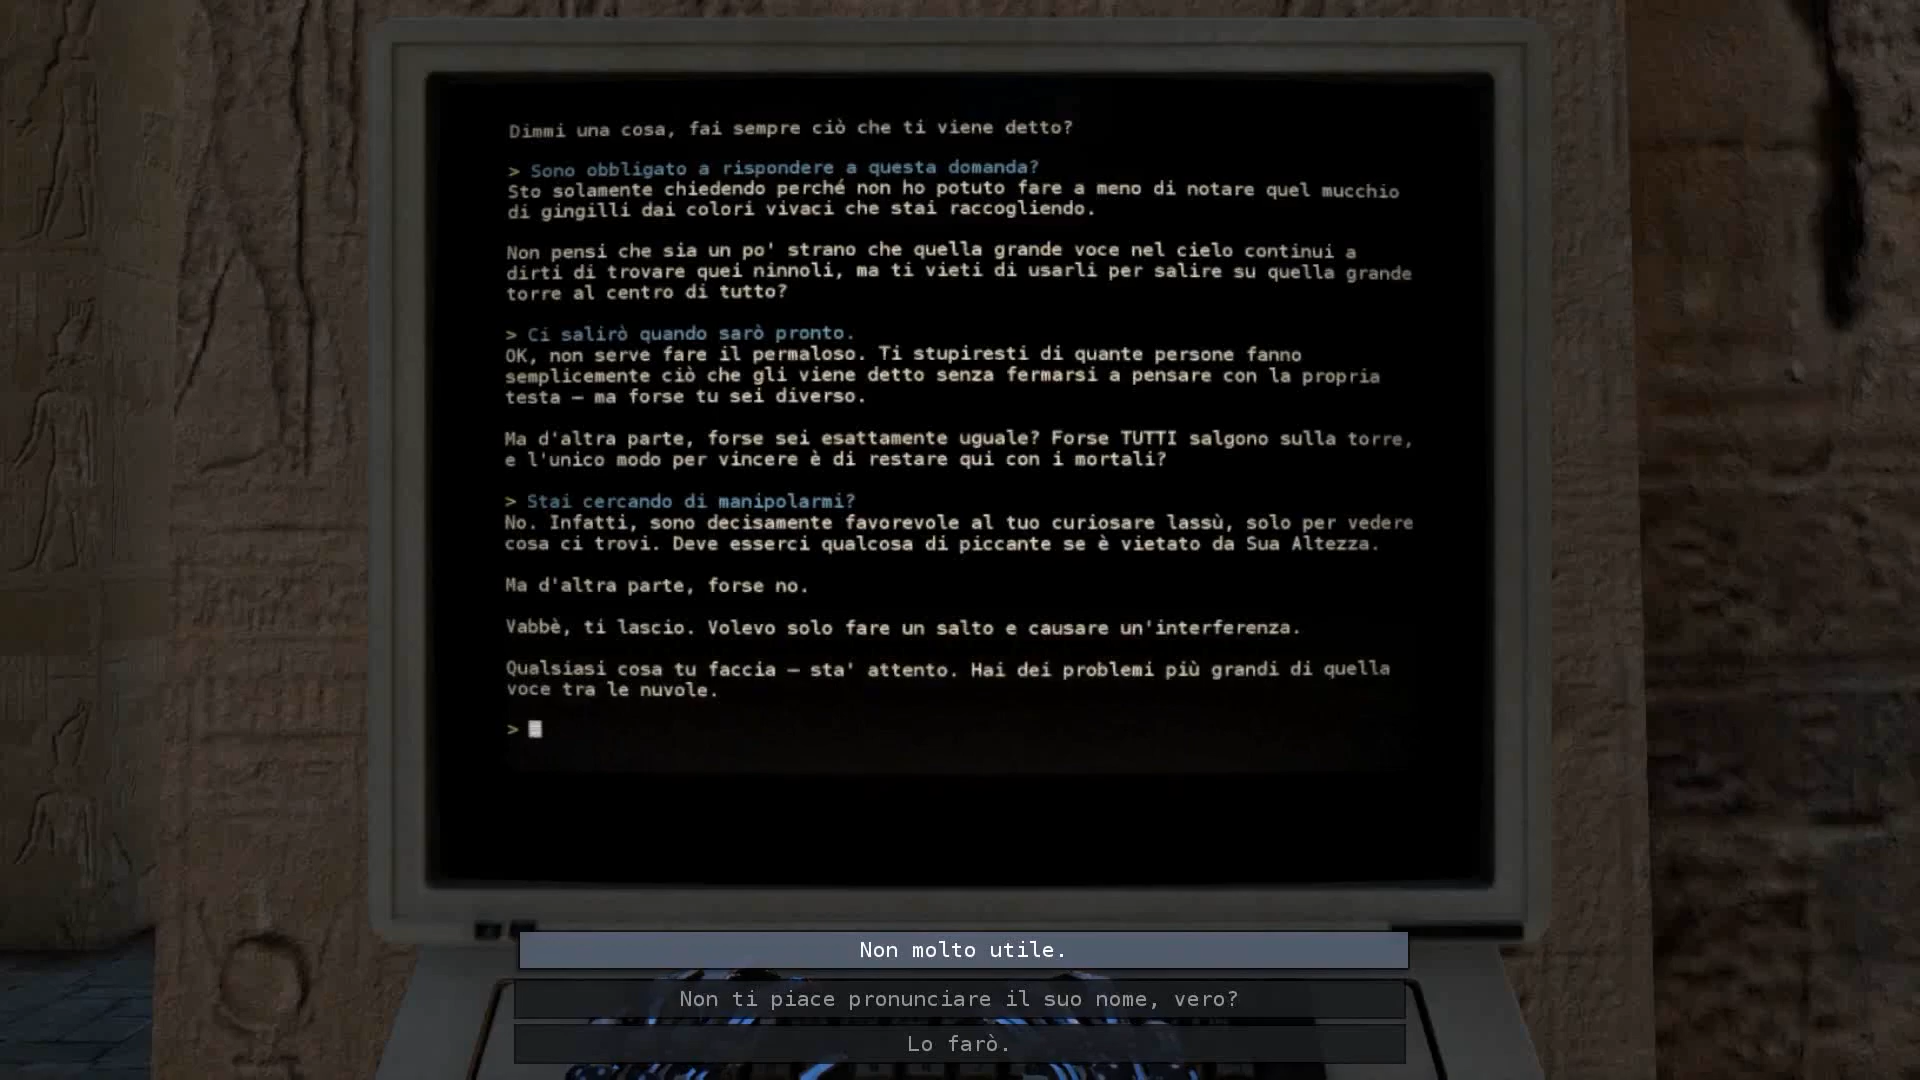 Dimmi una cosa, fai sempre ciò che ti viene detto?
> Sono obbligato a rispondere a questa domanda?
Sto solamente chiedendo perché non ho potuto fare a meno di notare quel mucchio
di gingilli dai colori vivaci che stai raccogliendo.
Non pensi che sia un po' strano che quella grande voce nel cielo continui a
dirti di trovare quei ninnoli, ma ti vieti di usarli per salire su quella grande
torre al centro di tutto?
> Ci salirò quando sarò pronto.
OK, non serve fare il permaloso. Ti stupiresti di quante persone fanno
semplicemente ciò che gli viene detto senza fermarsi a pensare con la propria
testa – ma forse tu sei diverso.
Ma d'altra parte, forse sei esattamente uguale? Forse TUTTI salgono sulla torre,
e l'unico modo per vincere è di restare qui con i mortali?
> Stai cercando di manipolarmi?
No. Infatti, sono decisamente favorevole al tuo curiosare lassù, solo per vedere
cosa ci trovi. Deve esserci qualcosa di piccante se è vietato da Sua Altezza.
Ma d'altra parte, forse no.
Vabbè, ti lascio. Volevo solo fare un salto e causare un'interferenza.
Qualsiasi cosa tu faccia – sta' attento. Hai dei problemi più grandi di quella
voce tra le nuvole.
>
Non molto utile.
Non ti piace pronunciare il suo nome, vero?
Lo farò.